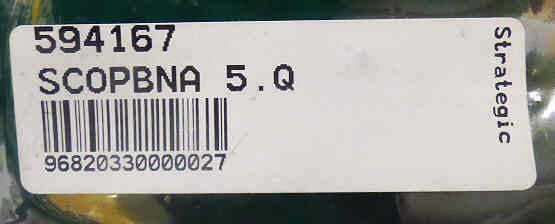 594167
SCOPBNA 5.Q
96820330000027
Strategic